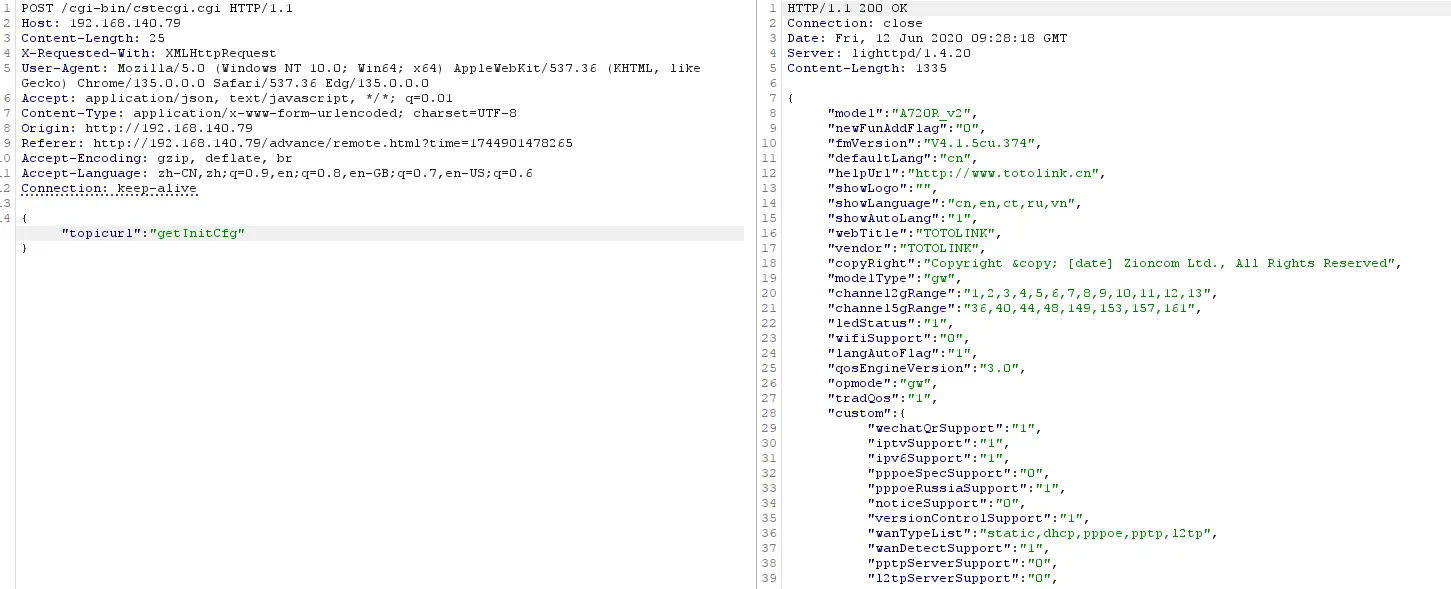 1 POST /cgi-bin/cstecgi.cgi HTTP/1.1
2 Host: 192.168.140.79
3 Content-Length: 25
4 X-Requested-With: XMLHttpRequest
5 User-Agent: Mozilla/5.0 (Windows NT 10.0; Win64; x64) AppleWebKit/537.36 (KHTML, like
Gecko) Chrome/135.0.0.0 Safari/537.36 Edg/135.0.0.0
6 Accept: application/json, text/javascript, */*; q=0.01
7 Content-Type: application/x-www-form-urlencoded; charset=UTF-8
8 Origin: http://192.168.140.79
9 Referer: http://192.168.140.79/advance/remote.html?time=1744901478265
.0 Accept-Encoding: gzip, deflate, br
.1 Accept-Language: zh-CN,zh;q=0.9,en;q=0.8,en-GB;q=0.7,en-US;q=0.6
.2 Connection: keep-alive
.3
.4 {
"topicurl":"getInitCfg"
}
1 HTTP/1.1 200 OK
2 Connection: close
3 Date: Fri, 12 Jun 2020 09:28:18 GMT
4 Server: lighttpd/1.4.20
5 Content-Length: 1335
6
7 {
8 "model":"A720R_v2",
9 "newFunAddFlag":"0",
10 "fmVersion":"V4.1.5cu.374",
11 "defaultLang":"cn",
12 "helpUrl":"http://www.totolink.cn",
13 "showLogo":"",
14 "showLanguage":"cn,en,ct,ru,vn",
15 "showAutoLang":"1",
16 "webTitle":"TOTOLINK",
17 "vendor":"TOTOLINK",
18 "copyRight":"Copyright &copy; [date] Zioncom Ltd., All Rights Reserved",
19 "modelType":"gw",
20 "channel2gRange":"1,2,3,4,5,6,7,8,9,10,11,12,13",
21 "channel5gRange":"36,40,44,48,149,153,157,161",
22 "ledStatus":"1",
23 "wifiSupport":"0",
24 "langAutoFlag":"1",
25 "qosEngineVersion":"3.0",
26 "opmode":"gw",
27 "tradQos":"1",
28 "custom":{
29 "wechatQrSupport":"1",
30 "iptvSupport":"1",
31 "ipv6Support":"1",
32 "pppoeSpecSupport":"0",
33 "pppoeRussiaSupport":"1",
34 "noticeSupport":"0",
35 "versionControlSupport":"1",
36 "wanTypeList":"static,dhcp,pppoe,pptp,l2tp",
37 "wanDetectSupport":"1",
38 "pptpServerSupport":"0",
39 "l2tpServerSupport":"0",